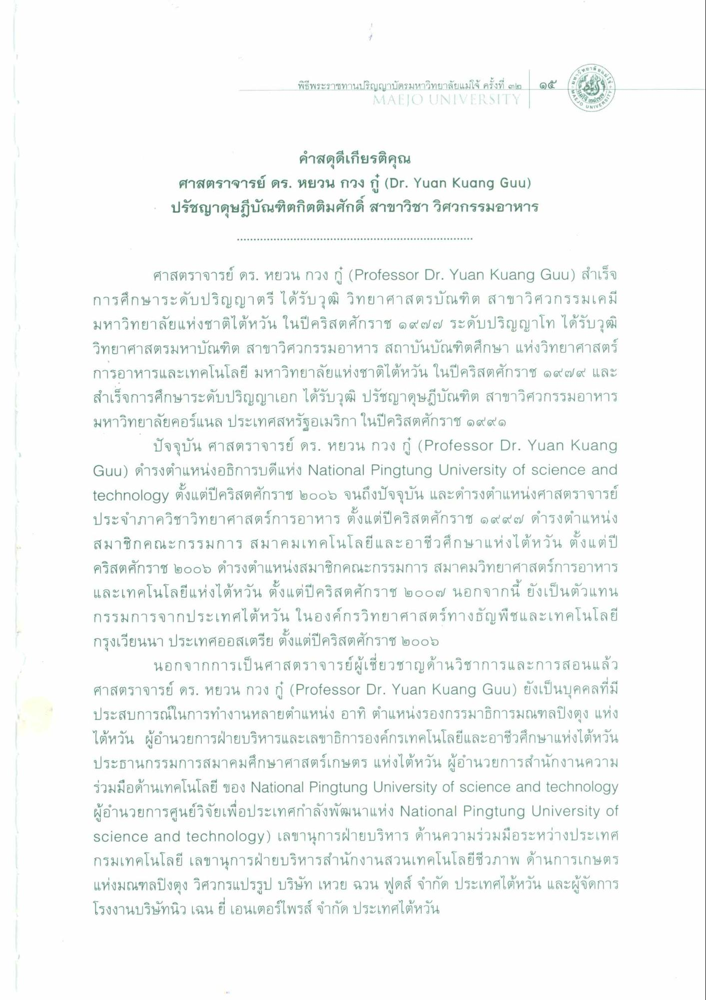 พิธีพระราชทานปริญญาบัตรมหาวิทยาลัยแม่โจ้ ครั้งที่ ๓๒ ๑๕
MAEJO UNIVERSITY
มหาวิทยาลัยแม่โจ้
MAEJO UNIVERSITY
คำสดุดีเกียรติคุณ
ศาสตราจารย์ ดร. หยวน กวง กู๋ (Dr. Yuan Kuang Guu)
ปรัชญาดุษฎีบัณฑิตกิตติมศักดิ์ สาขาวิชา วิศวกรรมอาหาร
ศาสตราจารย์ ดร. หยวน กวง กู๋ (Professor Dr. Yuan Kuang Guu) สำเร็จ
การศึกษาระดับปริญญาตรี ได้รับวุฒิ วิทยาศาสตรบัณฑิต สาขาวิศวกรรมเคมี
มหาวิทยาลัยแห่งชาติไต้หวัน ในปีคริสตศักราช ๑๙๗๗ ระดับปริญญาโท ได้รับวุฒิ
วิทยาศาสตรมหาบัณฑิต สาขาวิศวกรรมอาหาร สถาบันบัณฑิตศึกษา แห่งวิทยาศาสตร์
การอาหารและเทคโนโลยี มหาวิทยาลัยแห่งชาติไต้หวัน ในปีคริสตศักราช ๑๙๗๙ และ
สำเร็จการศึกษาระดับปริญญาเอก ได้รับวุฒิ ปรัชญาดุษฎีบัณฑิต สาขาวิศวกรรมอาหาร
มหาวิทยาลัยคอร์แนล ประเทศสหรัฐอเมริกา ในปีคริสตศักราช ๑๙๙๑
ปัจจุบัน ศาสตราจารย์ ดร. หยวน กวง กู๋ (Professor Dr. Yuan Kuang
Guu) ดำรงตำแหน่งอธิการบดีแห่ง National Pingtung University of science and
technology ตั้งแต่ปีคริสตศักราช ๒๐๐๖ จนถึงปัจจุบัน และดำรงตำแหน่งศาสตราจารย์
ประจำภาควิชาวิทยาศาสตร์การอาหาร ตั้งแต่ปีคริสตศักราช ๑๙๙๗ ดำรงตำแหน่ง
สมาชิกคณะกรรมการ สมาคมเทคโนโลยีและอาชีวศึกษาแห่งไต้หวัน ตั้งแต่ปี
คริสตศักราช ๒๐๐๖ ดำรงตำแหน่งสมาชิกคณะกรรมการ สมาคมวิทยาศาสตร์การอาหาร
และเทคโนโลยีแห่งไต้หวัน ตั้งแต่ปีคริสตศักราช ๒๐๐๗ นอกจากนี้ ยังเป็นตัวแทน
กรรมการจากประเทศไต้หวัน ในองค์กรวิทยาศาสตร์ทางธัญพืชและเทคโนโลยี
กรุงเวียนนา ประเทศออสเตรีย ตั้งแต่ปีคริสตศักราช ๒๐๐๖
นอกจากการเป็นศาสตราจารย์ผู้เชี่ยวชาญด้านวิชาการและการสอนแล้ว
ศาสตราจารย์ ดร. หยวน กวง กู๋ (Professor Dr. Yuan Kuang Guu) ยังเป็นบุคคลที่มี
ประสบการณ์ในการทำงานหลายตำแหน่ง อาทิ ตำแหน่งรองกรรมาธิการมณฑลปิงตุง แห่ง
ไต้หวัน ผู้อำนวยการฝ่ายบริหารและเลขาธิการองค์กรเทคโนโลยีและอาชีวศึกษาแห่งไต้หวัน
ประธานกรรมการสมาคมศึกษาศาสตร์เกษตร แห่งไต้หวัน ผู้อำนวยการสำนักงานความ
ร่วมมือด้านเทคโนโลยี ของ National Pingtung University of science and technology
ผู้อำนวยการศูนย์วิจัยเพื่อประเทศกำลังพัฒนาแห่ง National Pingtung University of
science and technology) เลขานุการฝ่ายบริหาร ด้านความร่วมมือระหว่างประเทศ
กรมเทคโนโลยี เลขานุการฝ่ายบริหารสำนักงานสวนเทคโนโลยีชีวภาพ ด้านการเกษตร
แห่งมณฑลปิงตุง วิศวกรแปรรูป บริษัท เหวย ฉวน ฟูดส์ จำกัด ประเทศไต้หวัน และผู้จัดการ
โรงงานบริษัทนิว เฉน ยี่ เอนเตอร์ไพรส์ จำกัด ประเทศไต้หวัน